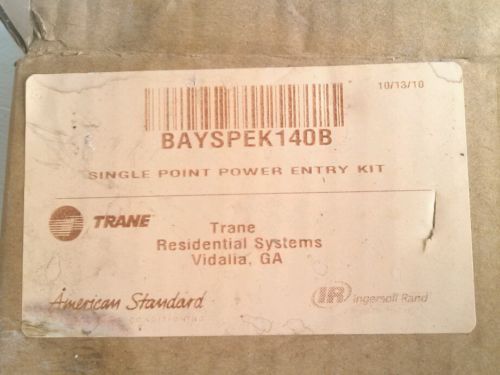 10/13/10
BAYSPEK140B
SINGLE POINT POWER ENTRY KIT
TRANE
Trane
Residential Systems
Vidalia, GA
American Standard
IR Ingersoll Rand